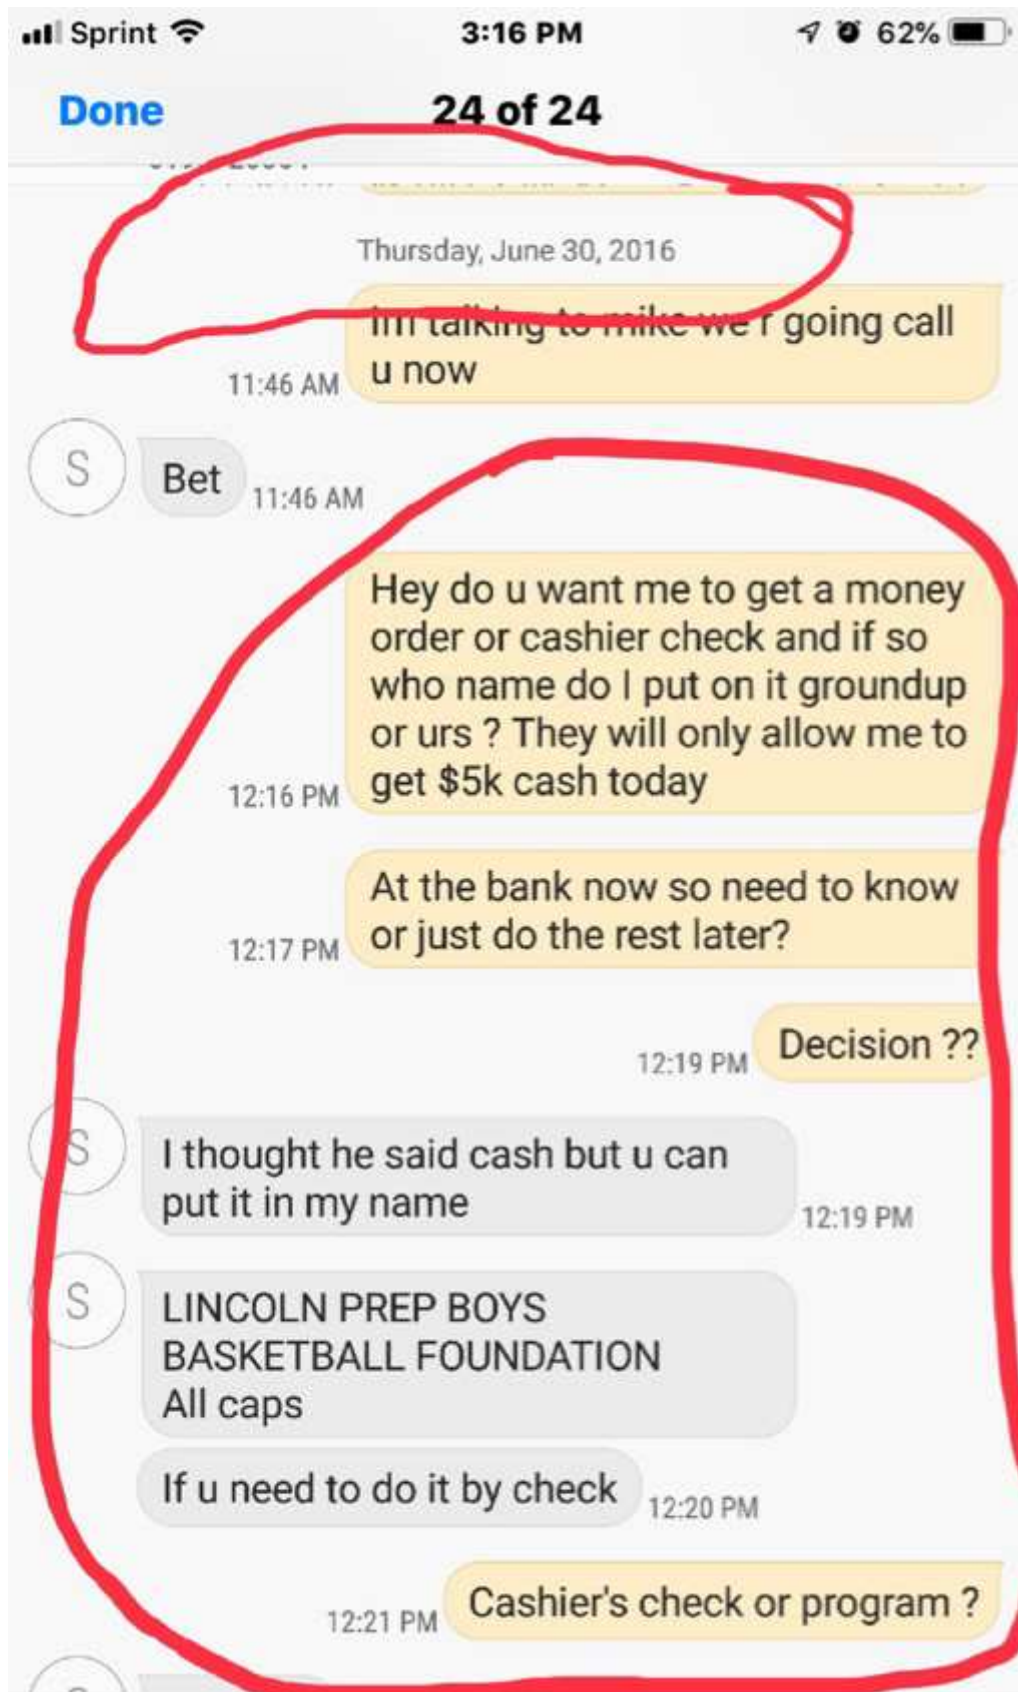 Sprint 3:16 PM 62%
Done 24 of 24
Thursday, June 30, 2016
Im talking to mike we r going call
u now
11:46 AM
S
Bet
11:46 AM
Hey do u want me to get a money
order or cashier check and if so
who name do I put on it groundup
or urs ? They will only allow me to
get $5k cash today
12:16 PM
At the bank now so need to know
or just do the rest later?
12:17 PM
Decision ??
12:19 PM
S
I thought he said cash but u can
put it in my name
12:19 PM
S
LINCOLN PREP BOYS
BASKETBALL FOUNDATION
All caps
If u need to do it by check
12:20 PM
Cashier's check or program ?
12:21 PM